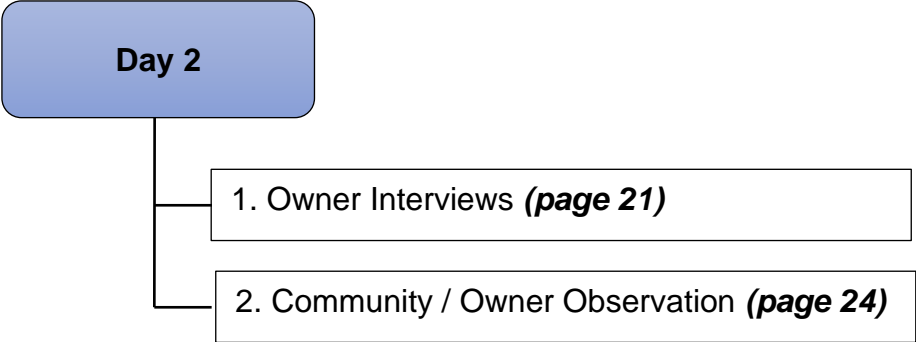 Day 2
1. Owner Interviews (page 21)
2. Community / Owner Observation (page 24)